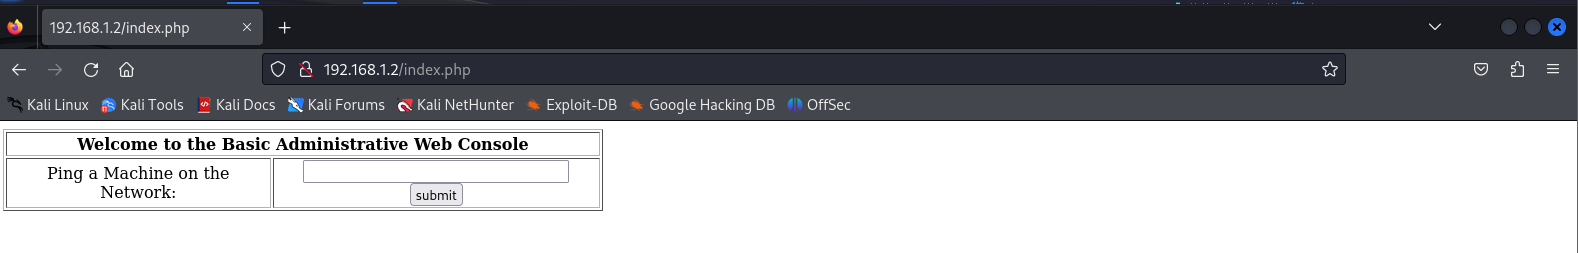 192.168.1.2/index.php
192.168.1.2/index.php
Kali Linux Kali Tools Kali Docs Kali Forums Kali NetHunter Exploit-DB Google Hacking DB OffSec
Welcome to the Basic Administrative Web Console
Ping a Machine on the
Network:
submit